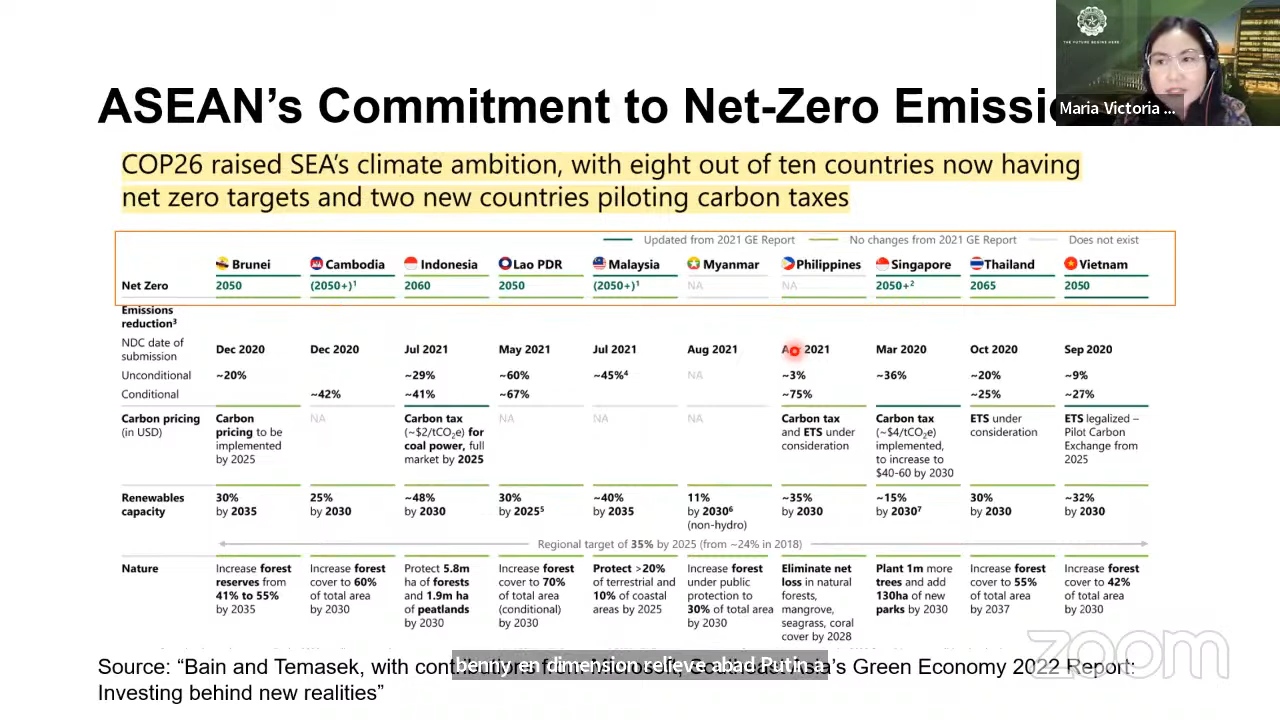 THE FUTURE BEGINS HERE
Maria Victoria ...
ASEAN's Commitment to Net-Zero
COP26 raised SEA's climate ambition, with eight out of ten countries now having
net zero targets and two new countries piloting carbon taxes
Updated from 2021 GE Report No changes from 2021 GE Report Does not exist
Brunei Cambodia Indonesia Lao PDR Malaysia Myanmar Philippines Singapore Thailand Vietnam
Net Zero 2050 (2050+)¹ 2060 2050 (2050+)¹ NA NA 2050+² 2065 2050
Emissions
reduction³
NDC date of
submission Dec 2020 Dec 2020 Jul 2021 May 2021 Jul 2021 Aug 2021 2021 Mar 2020 Oct 2020 Sep 2020
Unconditional ~20% ~29% ~60% ~45%⁴ NA ~3% ~36% ~20% ~9%
Conditional ~42% ~41% ~67% ~75% ~25% ~27%
Carbon pricing Carbon NA Carbon tax NA NA NA Carbon tax Carbon tax ETS under ETS legalized –
(in USD) pricing to be (~$2/tCO₂e) for and ETS under (~$4/tCO₂e) consideration Pilot Carbon
implemented coal power, full consideration implemented, Exchange from
by 2025 market by 2025 to increase to 2025
$40-60 by 2030
Renewables 30% 25% ~48% 30% ~40% 11% ~35% ~15% 30% ~32%
capacity by 2035 by 2030 by 2030 by 2025⁵ by 2035 by 2030⁶ by 2030 by 2030⁷ by 2030 by 2030
(non-hydro)
Regional target of 35% by 2025 (from ~24% in 2018)
Nature Increase forest Increase forest Protect 5.8m Increase forest Protect >20% Increase forest Eliminate net Plant 1m more Increase forest Increase forest
reserves from cover to 60% ha of forests cover to 70% of terrestrial and under public loss in natural trees and add cover to 55% cover to 42%
41% to 55% of total area and 1.9m ha of total area 10% of coastal protection to forests, 130ha of new of total area of total area
by 2035 by 2030 of peatlands (conditional) areas by 2025 30% of total area mangrove, parks by 2030 by 2037 by 2030
by 2030 by 2030 by 2030 seagrass, coral
cover by 2028
zoom
benny en dimension relieve abad Putin a
Source: "Bain and Temasek, with Microsoft, Southeast Asia's Green Economy 2022 Report:
Investing behind new realities"